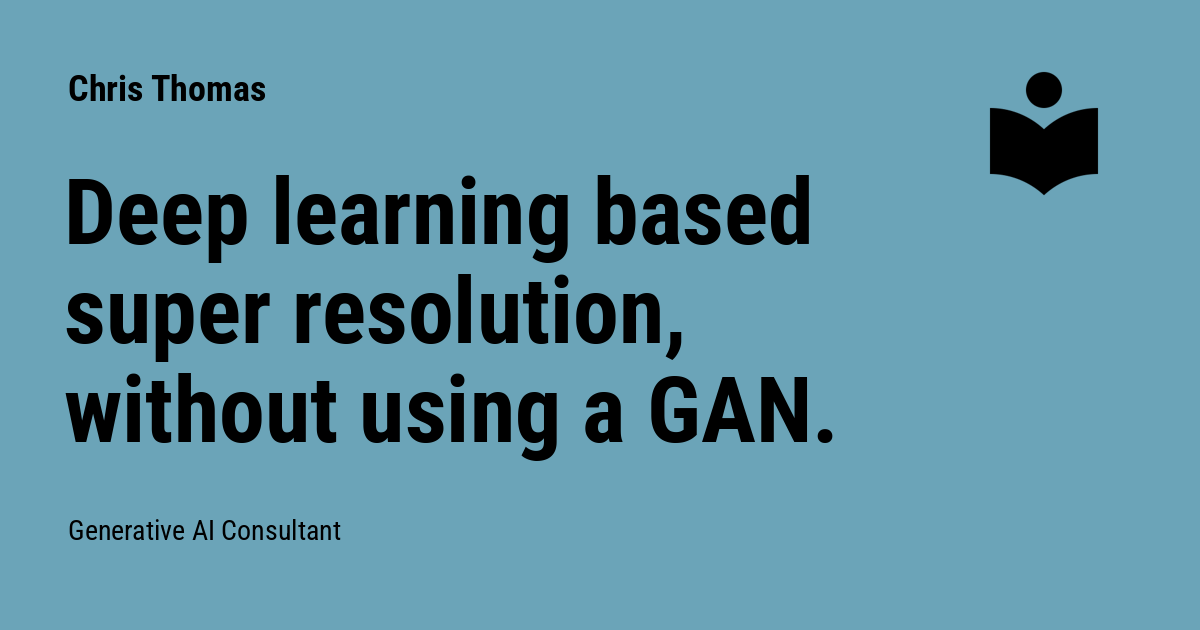 Chris Thomas
Deep learning based
super resolution,
without using a GAN.
Generative AI Consultant